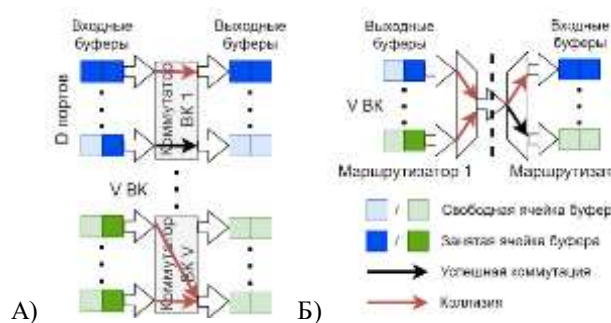 Входные буферы
Выходные буферы
D портов
Коммутатор ВК 1
V ВК
Коммутатор ВК V
А)
Выходные буферы
Входные буферы
V ВК
Маршрутизатор 1
Маршрутизат
/ Свободная ячейка буфер
/ Занятая ячейка буфера
Успешная коммутация
Коллизия
Б)